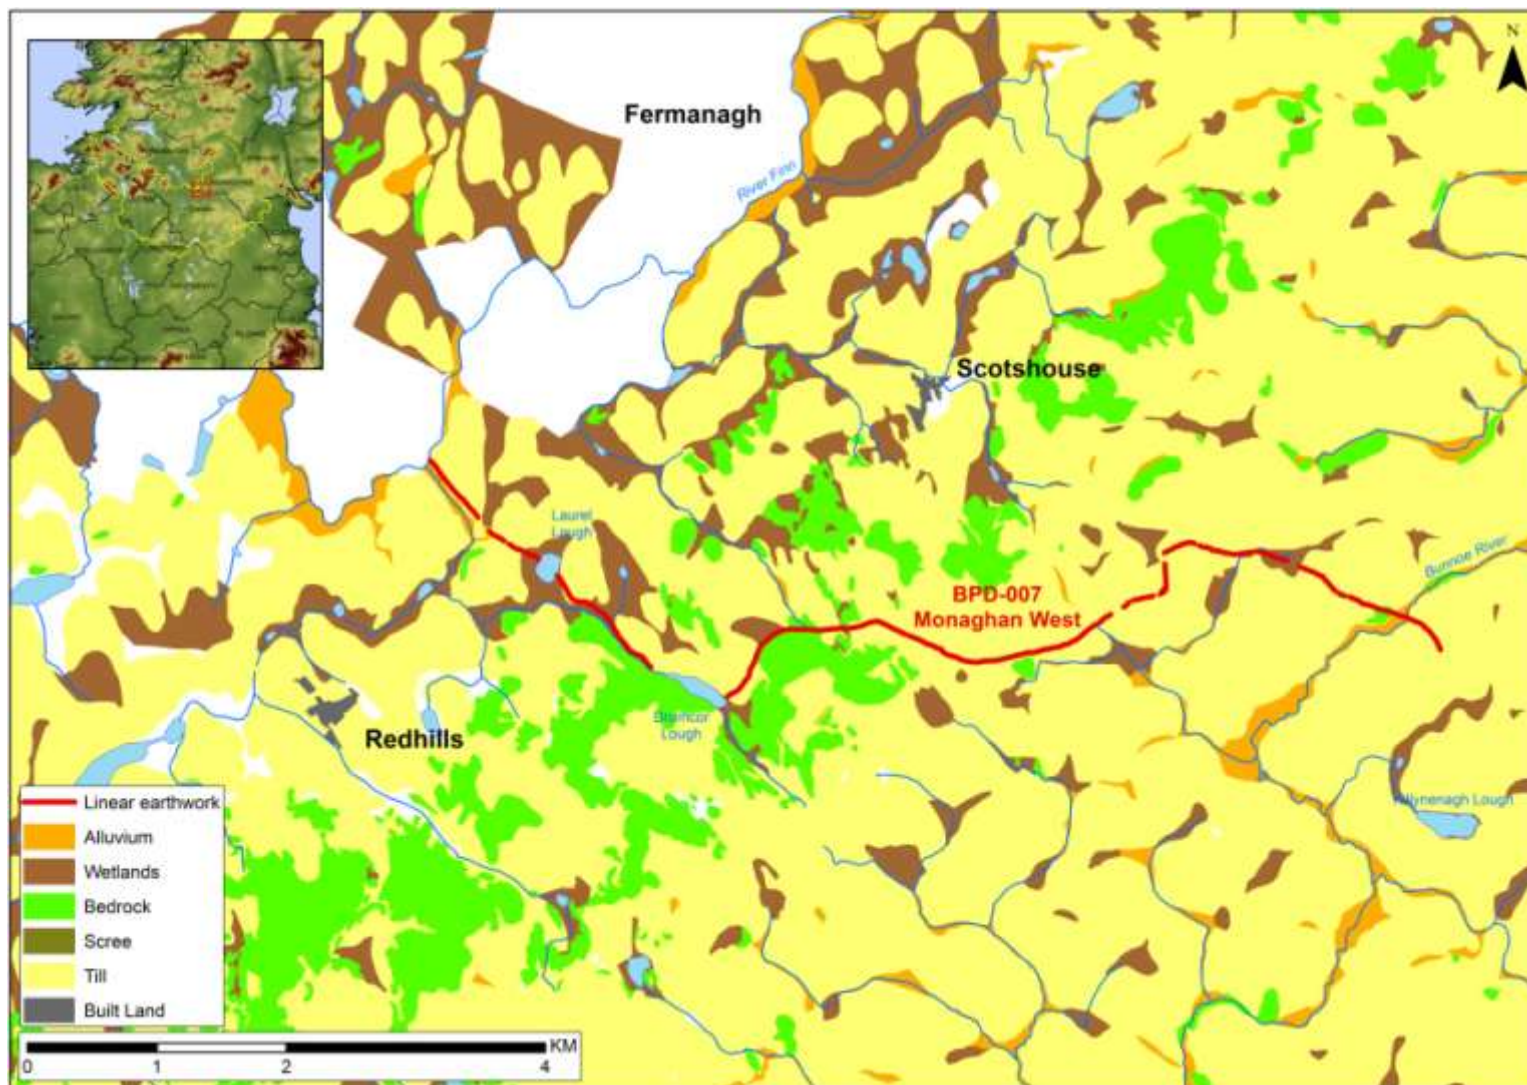 N
Fermanagh
River Finn
Scotshouse
Laurel
Lough
BPD-007
Monaghan West
Bunnoe River
Lough
Redhills
Lough
Linear earthwork
Alluvium
Wetlands
Bedrock
Scree
Till
Built Land
KM
0 1 2 4